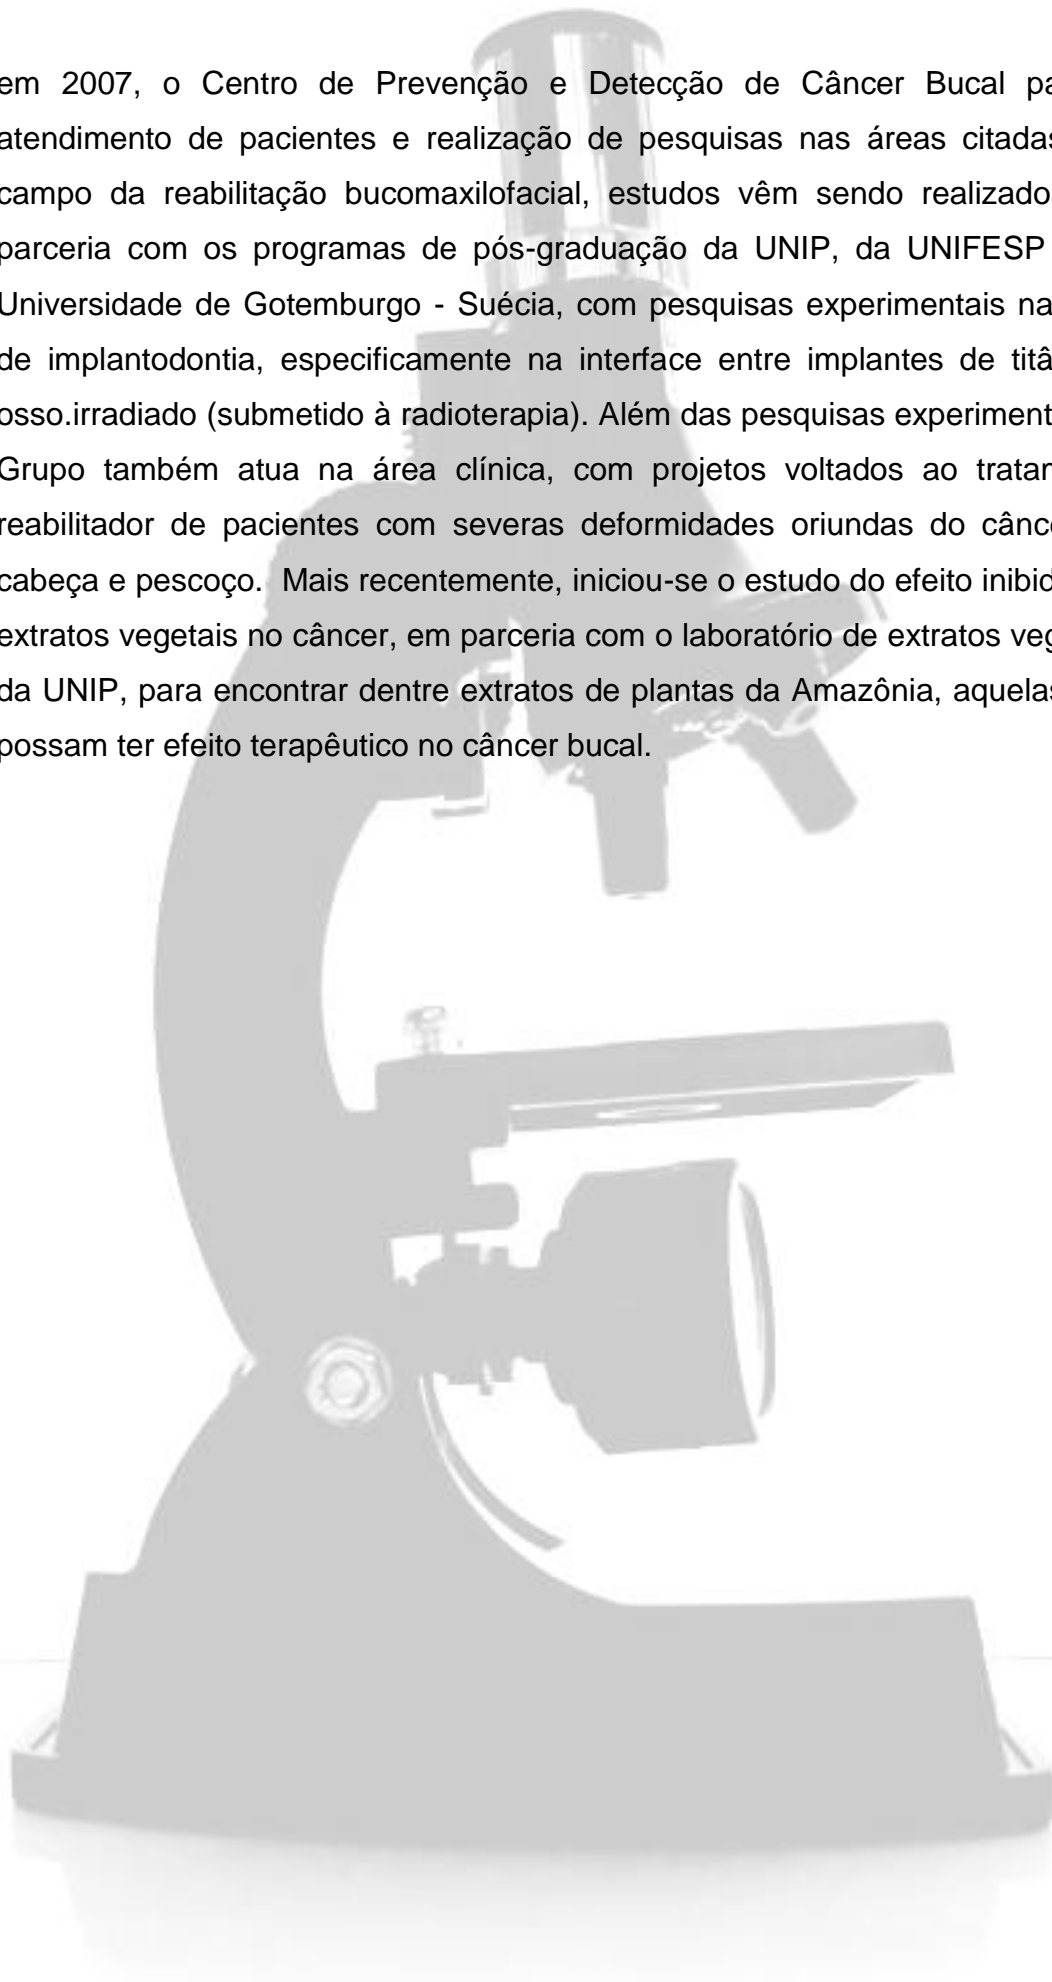 em 2007, o Centro de Prevenção e Detecção de Câncer Bucal pa
atendimento de pacientes e realização de pesquisas nas áreas citadas
campo da reabilitação bucomaxilofacial, estudos vêm sendo realizado
parceria com os programas de pós-graduação da UNIP, da UNIFESP
Universidade de Gotemburgo - Suécia, com pesquisas experimentais na
de implantodontia, especificamente na interface entre implantes de titâ
osso.irradiado (submetido à radioterapia). Além das pesquisas experiment
Grupo também atua na área clínica, com projetos voltados ao tratan
reabilitador de pacientes com severas deformidades oriundas do cânc
cabeça e pescoço. Mais recentemente, iniciou-se o estudo do efeito inibid
extratos vegetais no câncer, em parceria com o laboratório de extratos veg
da UNIP, para encontrar dentre extratos de plantas da Amazônia, aquelas
possam ter efeito terapêutico no câncer bucal.